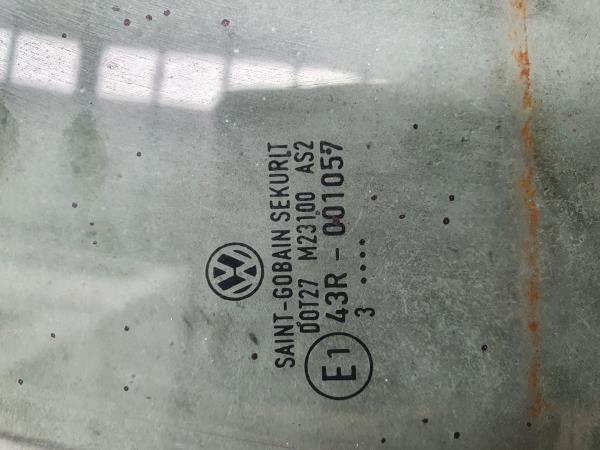 SAINT-GOBAIN SEKURIT
DOT27 M23100 AS2
E1 43R - 001057
3 ....